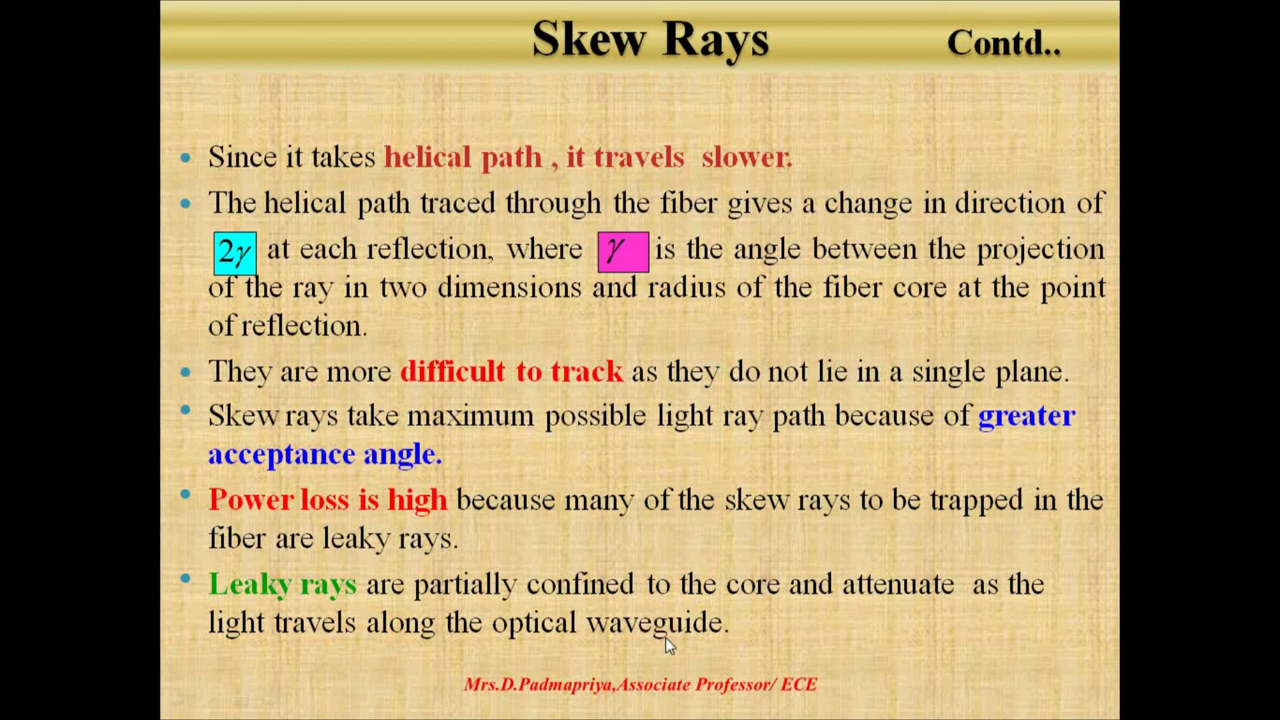 Skew Rays Contd..
• Since it takes helical path , it travels slower.
• The helical path traced through the fiber gives a change in direction of
2γ at each reflection, where γ is the angle between the projection
of the ray in two dimensions and radius of the fiber core at the point
of reflection.
• They are more difficult to track as they do not lie in a single plane.
• Skew rays take maximum possible light ray path because of greater
acceptance angle.
• Power loss is high because many of the skew rays to be trapped in the
fiber are leaky rays.
• Leaky rays are partially confined to the core and attenuate as the
light travels along the optical waveguide.
Mrs.D.Padmapriya,Associate Professor/ ECE